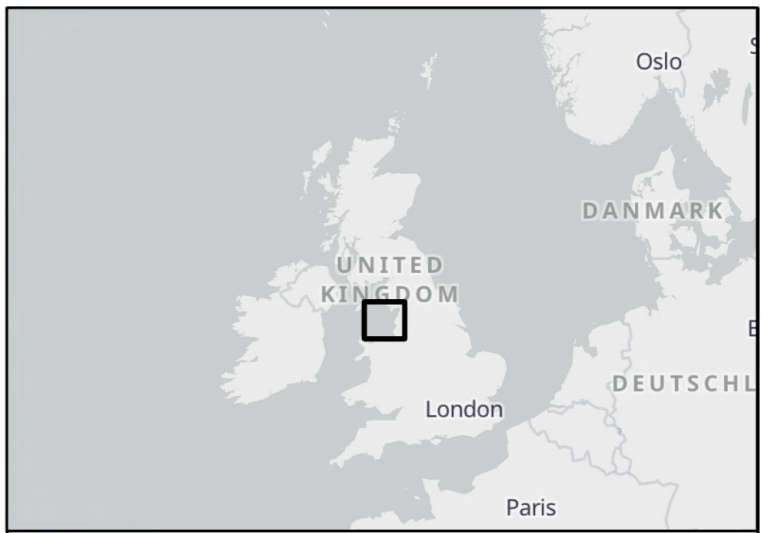 Oslo
DANMARK
UNITED
KINGDOM
DEUTSCHL
London
Paris